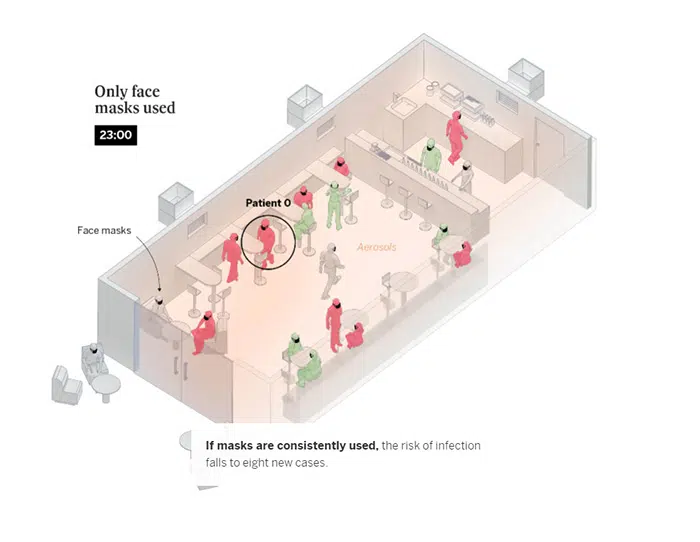 Only face
masks used
23:00
Patient 0
Face masks
Aerosols
If masks are consistently used, the risk of infection
falls to eight new cases.